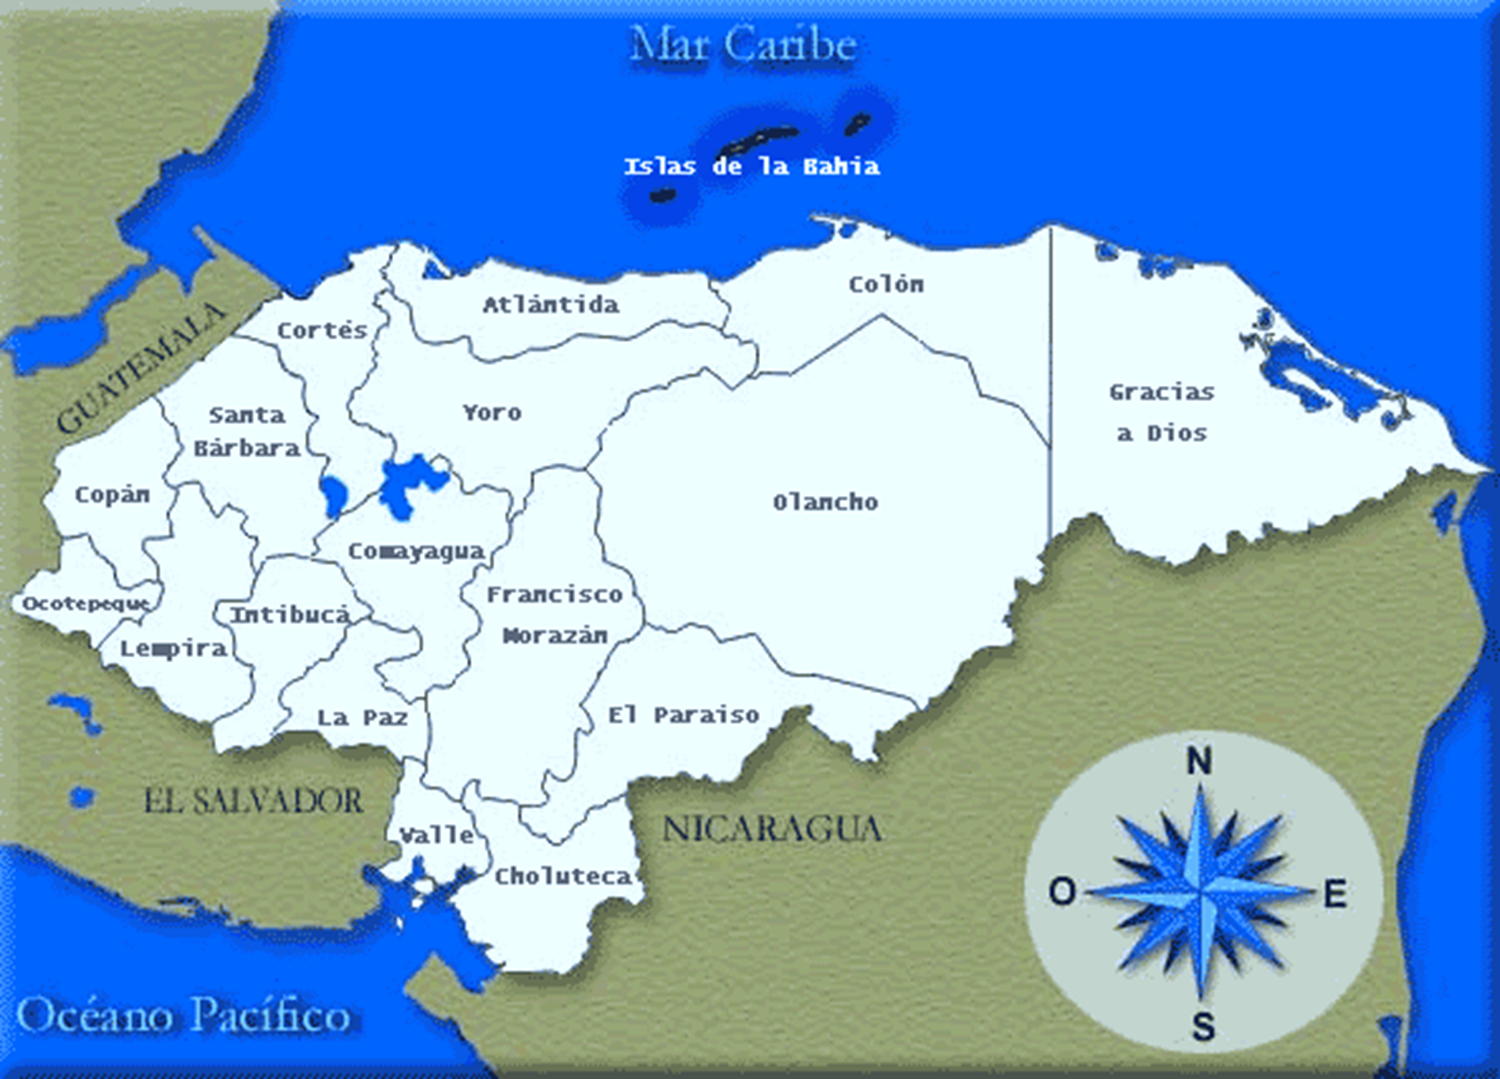 Mar Caribe
Islas de la Bahia
Colón
Atlántida
Cortés
GUATEMALA
Gracias
a Dios
Yoro
Santa
Bárbara
Copán
Olancho
Comayagua
Francisco
Morazán
Ocotepeque
Intibucá
Lempira
La Paz
El Paraiso
EL SALVADOR
NICARAGUA
Valle
Choluteca
N
O
E
S
Océano Pacífico